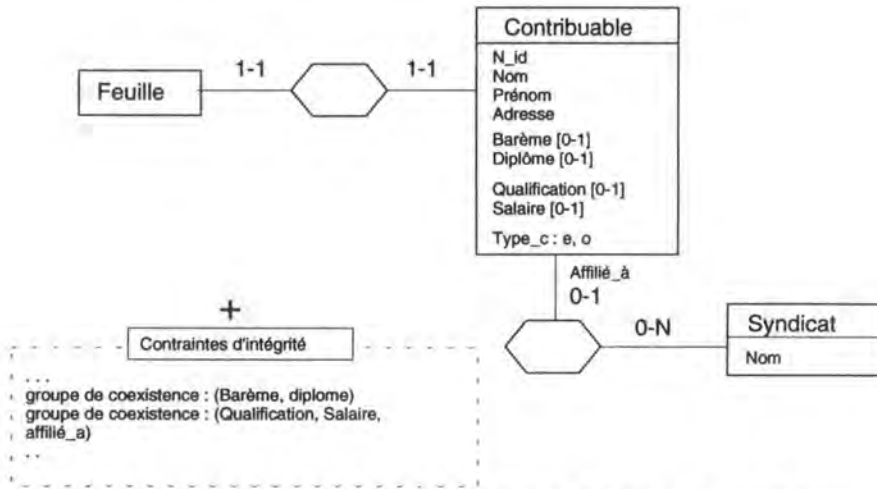 Contribuable
N_id
Nom
Prénom
Adresse
Barème [0-1]
Diplôme [0-1]
Qualification [0-1]
Salaire [0-1]
Type_c : e, o
Feuille
1-1
1-1
Affilié_à
0-1
0-N
Syndicat
Nom
+
Contraintes d'intégrité
. . .
groupe de coexistence : (Barème, diplome)
groupe de coexistence : (Qualification, Salaire,
affilié_a)
. .